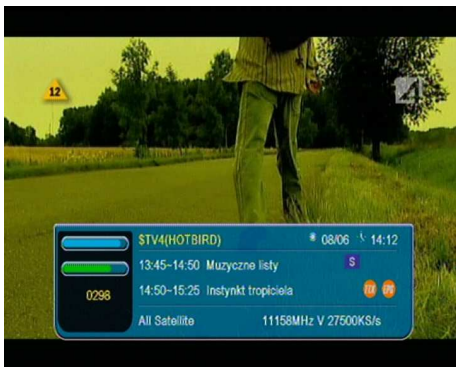 12
4
$TV4(HOTBIRD)
08/06 14:12
13:45~14:50 Muzyczne listy
S
0298
14:50~15:25 Instynkt tropiciela
TXT EPG
All Satellite
11158MHz V 27500KS/s